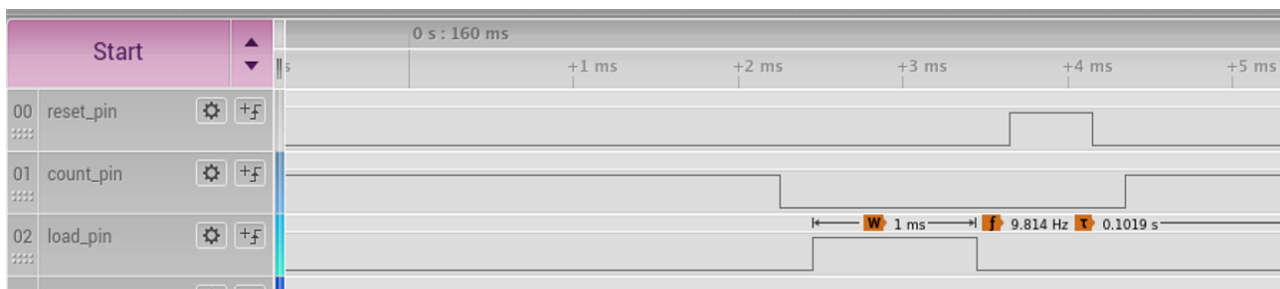 Start
0 s : 160 ms
s +1 ms +2 ms +3 ms +4 ms +5 ms
00 reset_pin +
01 count_pin +
W 1 ms f 9.814 Hz τ 0.1019 s
02 load_pin +